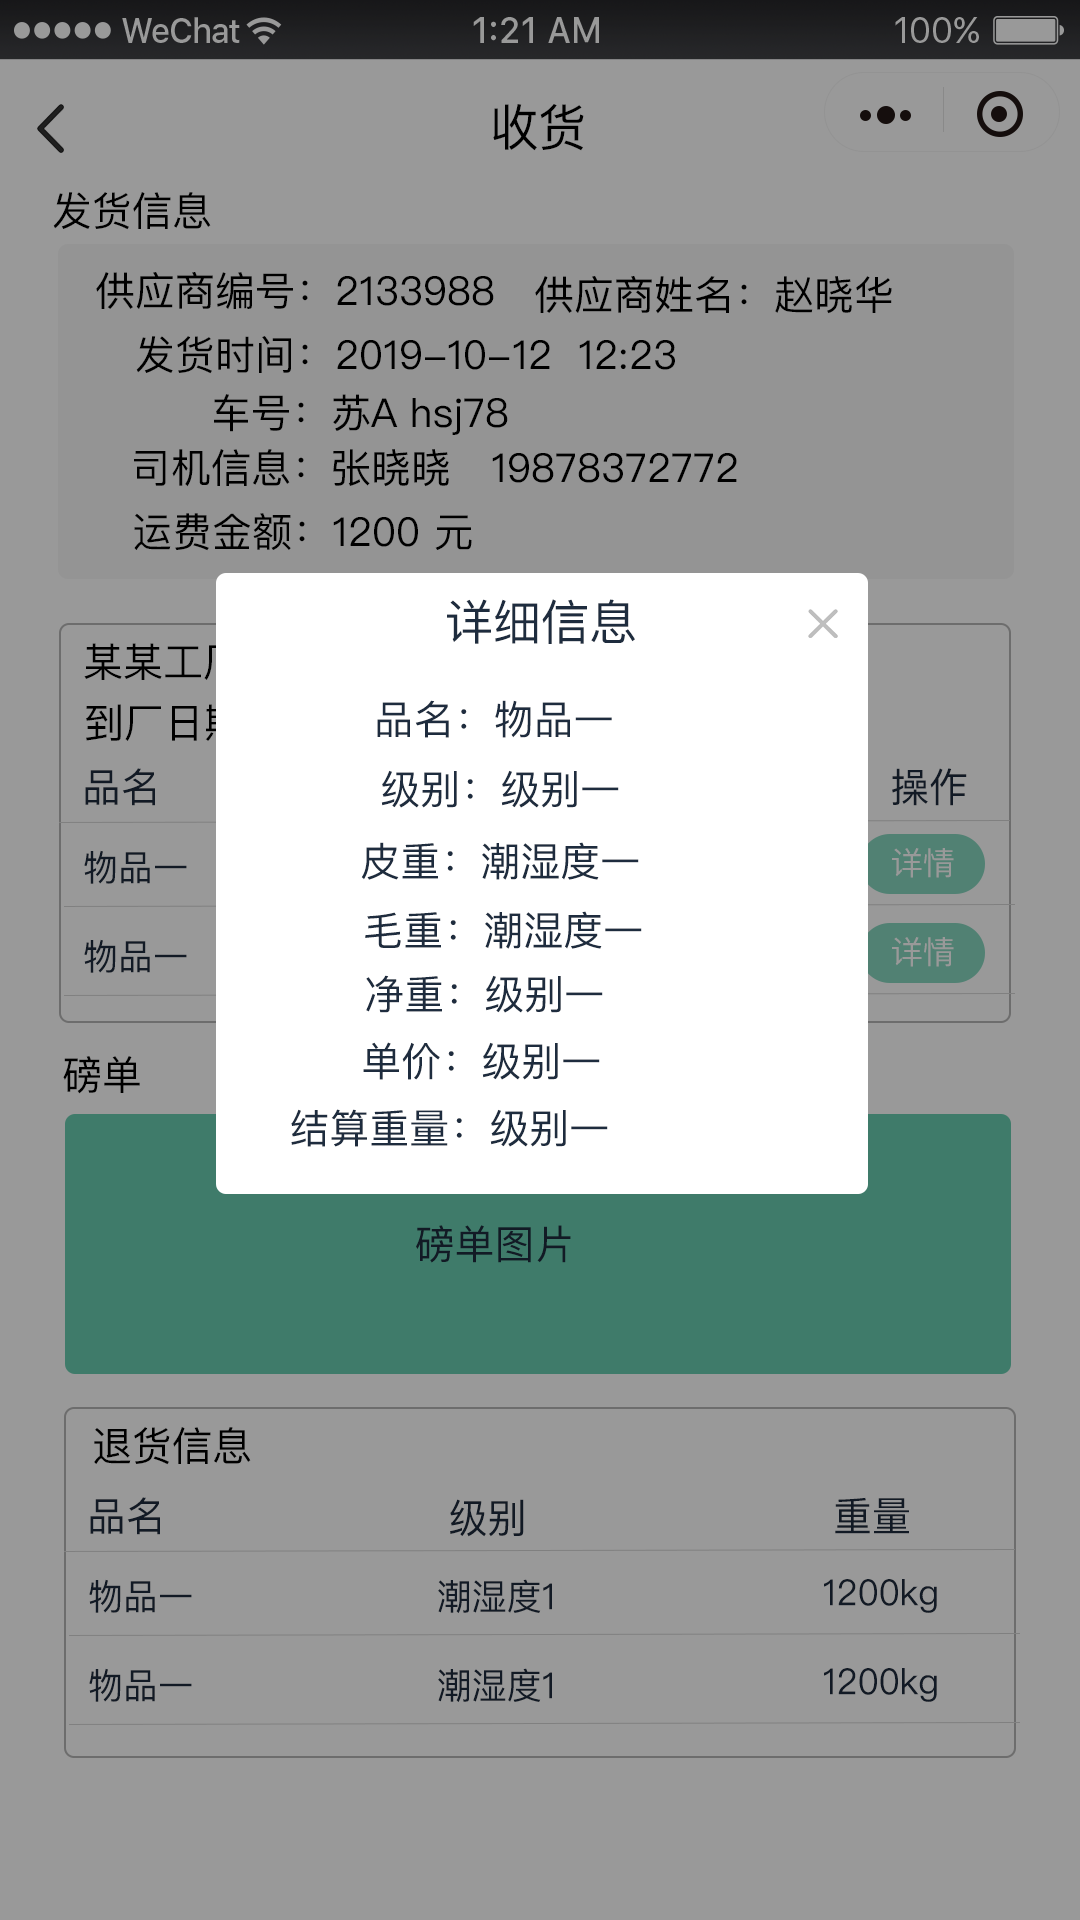 WeChat 1:21 AM 100%
收货
发货信息
供应商编号：2133988 供应商姓名：赵晓华
发货时间：2019-10-12 12:23
车号：苏A hsj78
司机信息：张晓晓 19878372772
运费金额：1200 元
详细信息
品名：物品一
级别：级别一
皮重：潮湿度一
毛重：潮湿度一
净重：级别一
单价：级别一
结算重量：级别一
某某工
到厂日
品名 操作
物品一 详情
物品一 详情
磅单
磅单图片
退货信息
品名 级别 重量
物品一 潮湿度1 1200kg
物品一 潮湿度1 1200kg